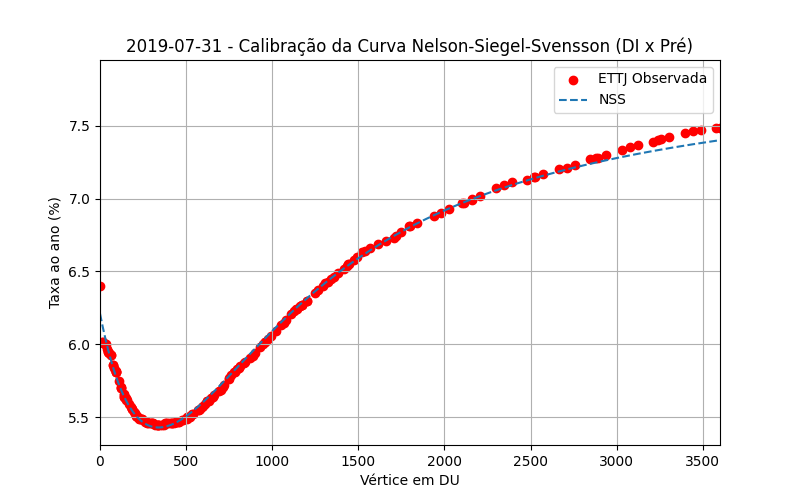 2019-07-31 - Calibração da Curva Nelson-Siegel-Svensson (DI x Pré)
ETTJ Observada
NSS
Taxa ao ano (%)
7.5
7.0
6.5
6.0
5.5
0 500 1000 1500 2000 2500 3000 3500
Vértice em DU